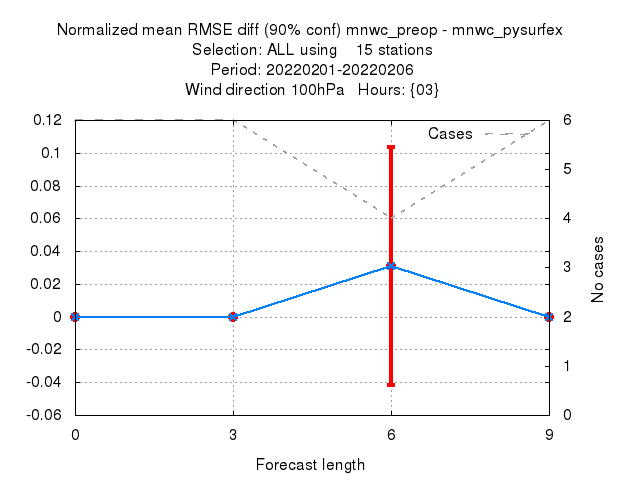 Normalized mean RMSE diff (90% conf) mnwc_preop - mnwc_pysurfex
Selection: ALL using    15 stations
Period: 20220201-20220206
Wind direction 100hPa   Hours: {03}
Cases
0.12
0.1
0.08
0.06
0.04
0.02
0
-0.02
-0.04
-0.06
6
5
4
3
2
1
0
No cases
0 3 6 9
Forecast length